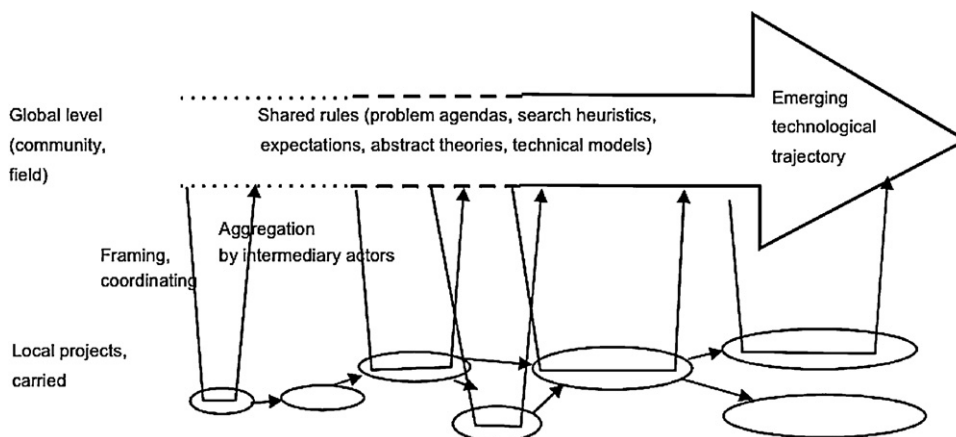 Global level
(community,
field)
Shared rules (problem agendas, search heuristics,
expectations, abstract theories, technical models)
Emerging
technological
trajectory
Aggregation
by intermediary actors
Framing,
coordinating
Local projects,
carried